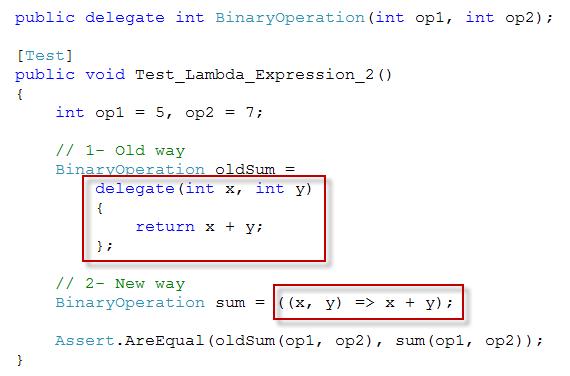 public delegate int BinaryOperation(int op1, int op2);
[Test]
public void Test_Lambda_Expression_2()
{
    int op1 = 5, op2 = 7;
    // 1- Old way
    BinaryOperation oldSum =
        delegate(int x, int y)
        {
            return x + y;
        };
    // 2- New way
    BinaryOperation sum = ((x, y) => x + y);
    Assert.AreEqual(oldSum(op1, op2), sum(op1, op2));
}